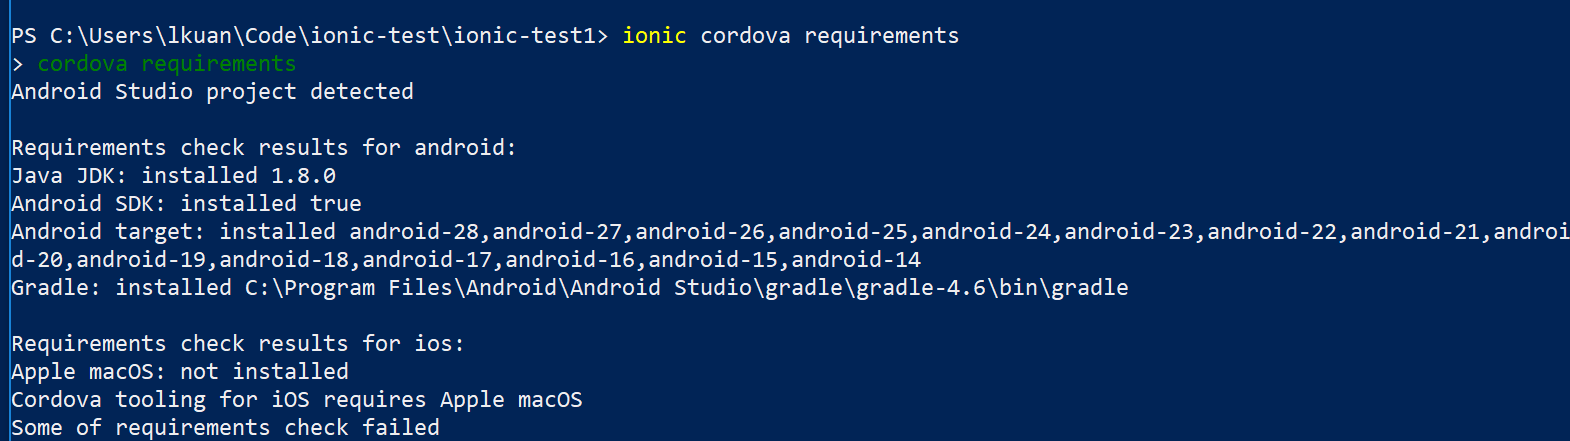 PS C:\Users\lkuan\Code\ionic-test\ionic-test1> ionic cordova requirements
> cordova requirements
Android Studio project detected
Requirements check results for android:
Java JDK: installed 1.8.0
Android SDK: installed true
Android target: installed android-28,android-27,android-26,android-25,android-24,android-23,android-22,android-21,androi
d-20,android-19,android-18,android-17,android-16,android-15,android-14
Gradle: installed C:\Program Files\Android\Android Studio\gradle\gradle-4.6\bin\gradle
Requirements check results for ios:
Apple macOS: not installed
Cordova tooling for iOS requires Apple macOS
Some of requirements check failed